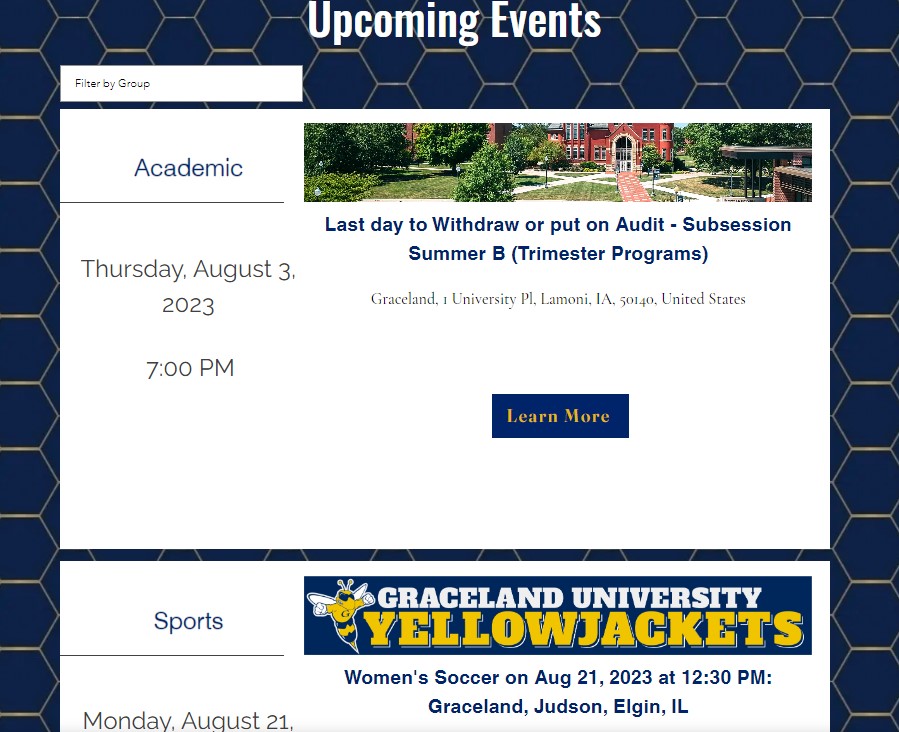 Upcoming Events
Filter by Group
Academic
Thursday, August 3,
2023
7:00 PM
Last day to Withdraw or put on Audit - Subsession
Summer B (Trimester Programs)
Graceland, 1 University Pl, Lamoni, IA, 50140, United States
Learn More
Sports
Monday, August 21,
G
GRACELAND UNIVERSITY
YELLOWJACKETS
Women's Soccer on Aug 21, 2023 at 12:30 PM:
Graceland, Judson, Elgin, IL